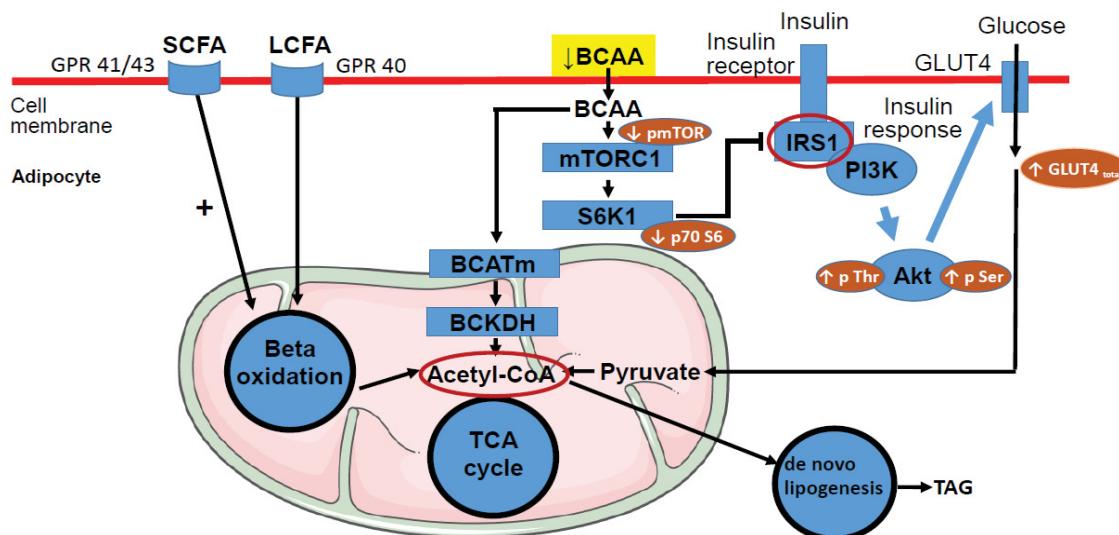 SCFA
LCFA
GPR 41/43
GPR 40
↓BCAA
Insulin
receptor
Insulin
Glucose
GLUT4
Cell
membrane
Adipocyte
BCAA
↓ pmTOR
mTORC1
S6K1
↓ p70 S6
IRS1
PI3K
Insulin
response
↑ GLUT4 total
↑ p Thr
Akt
↑ p Ser
+
BCATm
BCKDH
Beta
oxidation
Acetyl-CoA
Pyruvate
TCA
cycle
de novo
lipogenesis
TAG